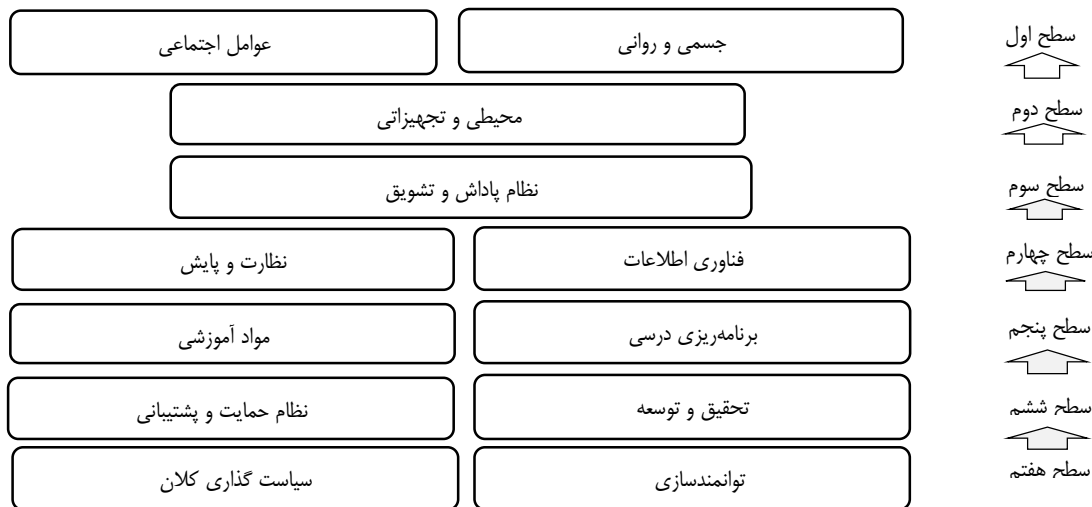 سطح اول
جسمی و روانی
عوامل اجتماعی
سطح دوم
محیطی و تجهیزاتی
سطح سوم
نظام پاداش و تشویق
سطح چهارم
فناوری اطلاعات
نظارت و پایش
سطح پنجم
برنامه‌ریزی درسی
مواد آموزشی
سطح ششم
تحقیق و توسعه
نظام حمایت و پشتیبانی
سطح هفتم
توانمندسازی
سیاست گذاری کلان